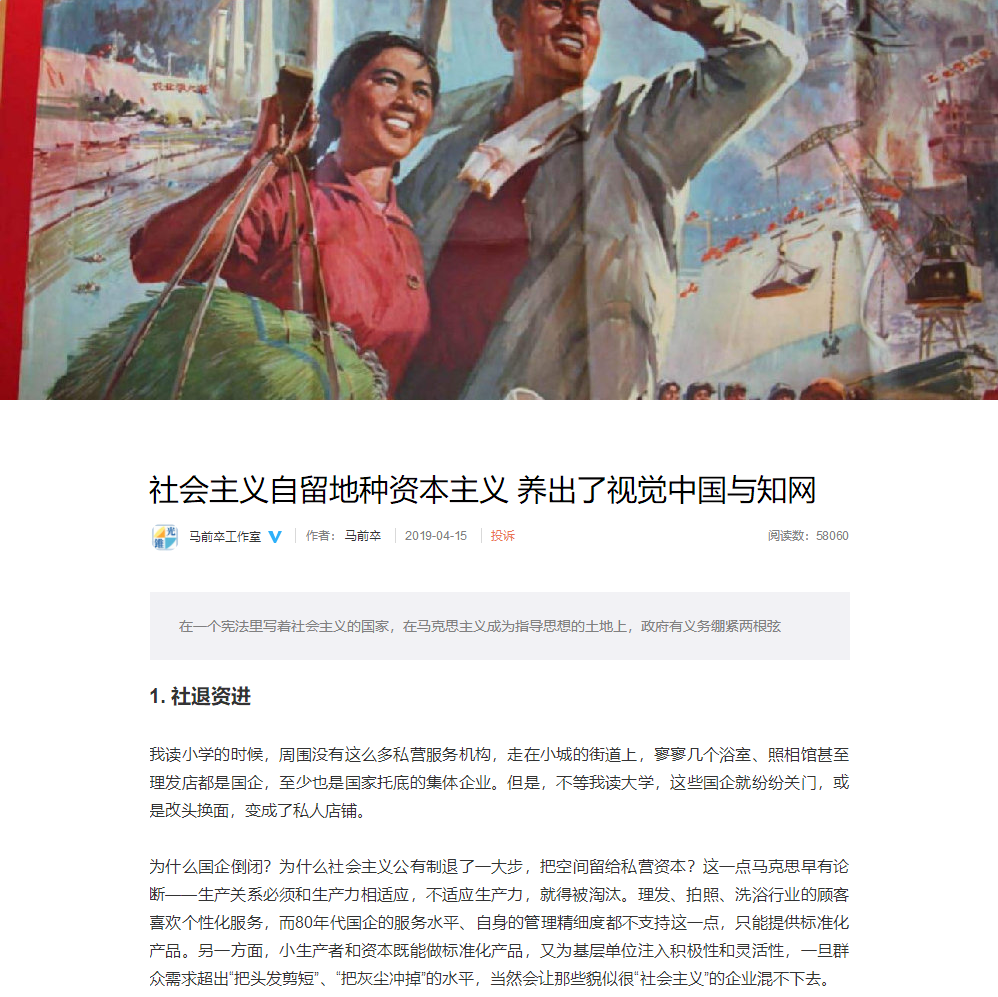 农业学大寨
社会主义自留地种资本主义 养出了视觉中国与知网
马前卒工作室 作者： 马前卒 2019-04-15 投诉 阅读数：58060
在一个宪法里写着社会主义的国家，在马克思主义成为指导思想的土地上，政府有义务绷紧两根弦
1. 社退资进
我读小学的时候，周围没有这么多私营服务机构，走在小城的街道上，寥寥几个浴室、照相馆甚至
理发店都是国企，至少也是国家托底的集体企业。但是，不等我读大学，这些国企就纷纷关门，或
是改头换面，变成了私人店铺。
为什么国企倒闭？为什么社会主义公有制退了一大步，把空间留给私营资本？这一点马克思早有论
断——生产关系必须和生产力相适应，不适应生产力，就得被淘汰。理发、拍照、洗浴行业的顾客
喜欢个性化服务，而80年代国企的服务水平、自身的管理精细度都不支持这一点，只能提供标准化
产品。另一方面，小生产者和资本既能做标准化产品，又为基层单位注入积极性和灵活性，一旦群
众需求超出“把头发剪短”、“把灰尘冲掉”的水平，当然会让那些貌似很“社会主义”的企业混不下去。